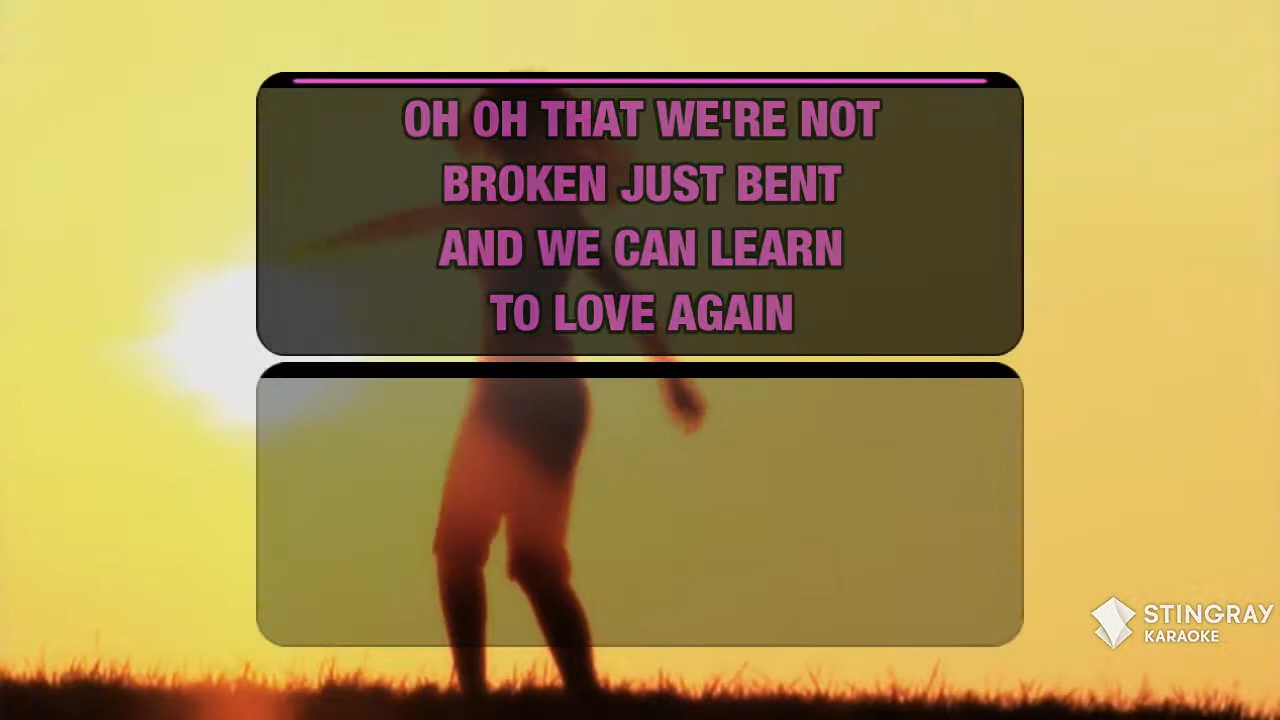 OH OH THAT WE'RE NOT
BROKEN JUST BENT
AND WE CAN LEARN
TO LOVE AGAIN
STINGRAY
KARAOKE